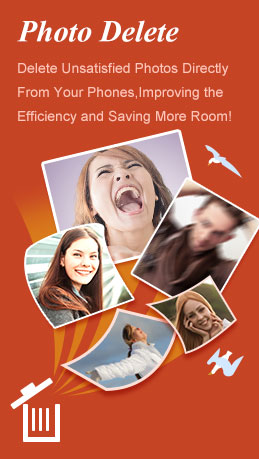 Photo Delete
Delete Unsatisfied Photos Directly
From Your Phones,Improving the
Efficiency and Saving More Room!